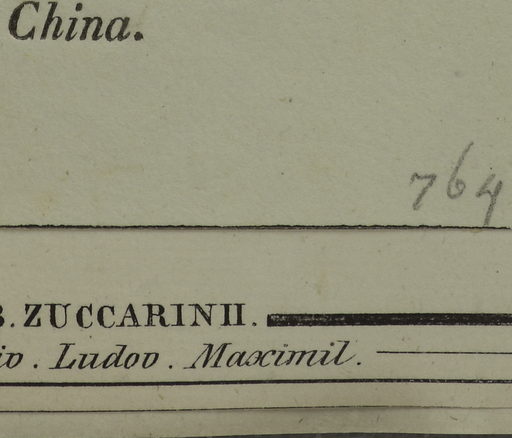 China.
764
B. ZUCCARINII.
Ludov. Maximil.